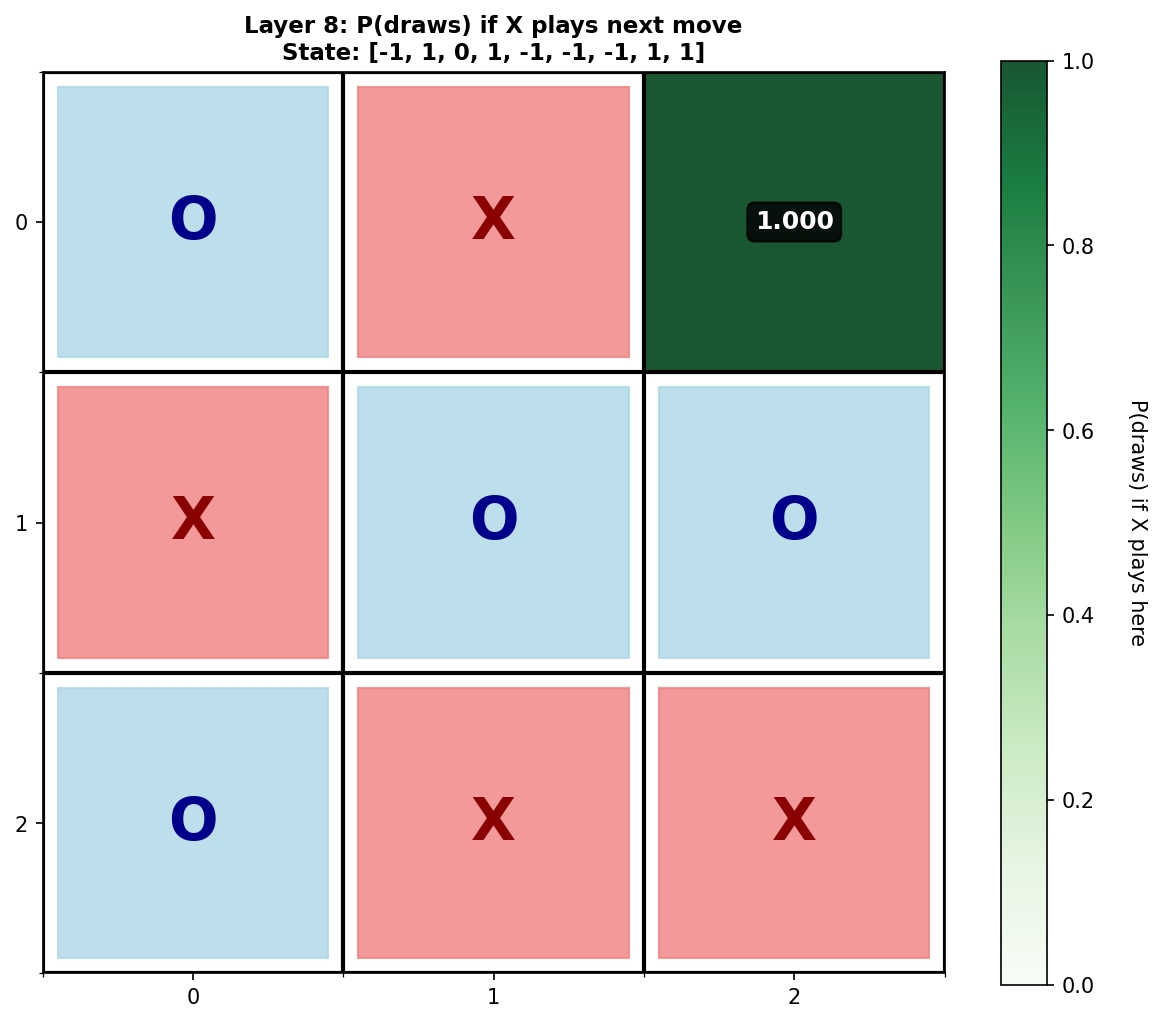 Layer 8: P(draws) if X plays next move
State: [-1, 1, 0, 1, -1, -1, -1, 1, 1]
0
O
X
1.000
1
X
O
O
2
O
X
X
0
1
2
1.0
0.8
0.6
0.4
0.2
0.0
P(draws) if X plays here